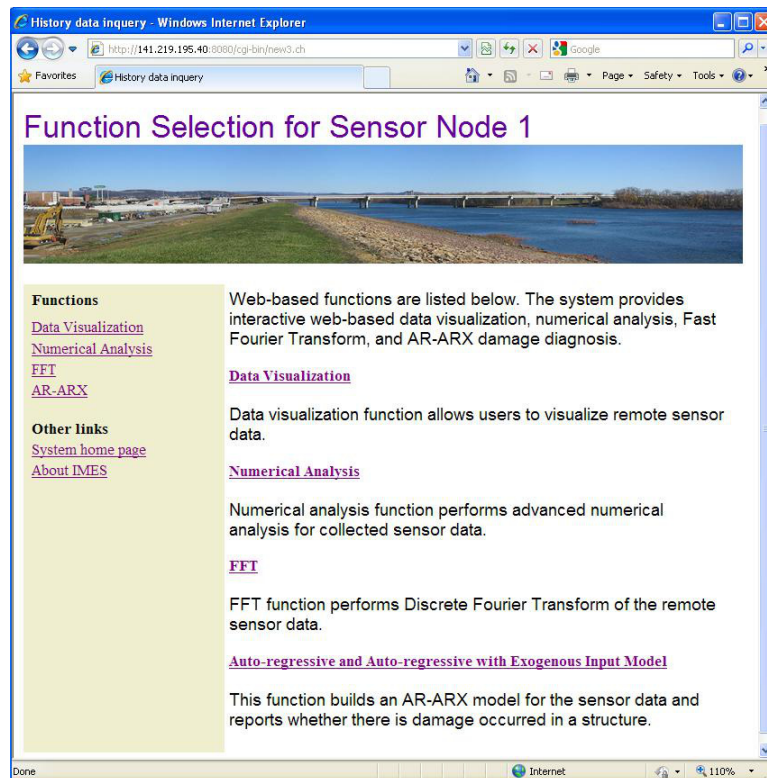 History data inquery - Windows Internet Explorer
http://141.219.195.40:8080/cgi-bin/new3.ch
Google
Favorites
History data inquery
Page
Safety
Tools
Function Selection for Sensor Node 1
Functions
Data Visualization
Numerical Analysis
FFT
AR-ARX
Other links
System home page
About IMES
Web-based functions are listed below. The system provides
interactive web-based data visualization, numerical analysis, Fast
Fourier Transform, and AR-ARX damage diagnosis.
Data Visualization
Data visualization function allows users to visualize remote sensor
data.
Numerical Analysis
Numerical analysis function performs advanced numerical
analysis for collected sensor data.
FFT
FFT function performs Discrete Fourier Transform of the remote
sensor data.
Auto-regressive and Auto-regressive with Exogenous Input Model
This function builds an AR-ARX model for the sensor data and
reports whether there is damage occurred in a structure.
Done
Internet
110%